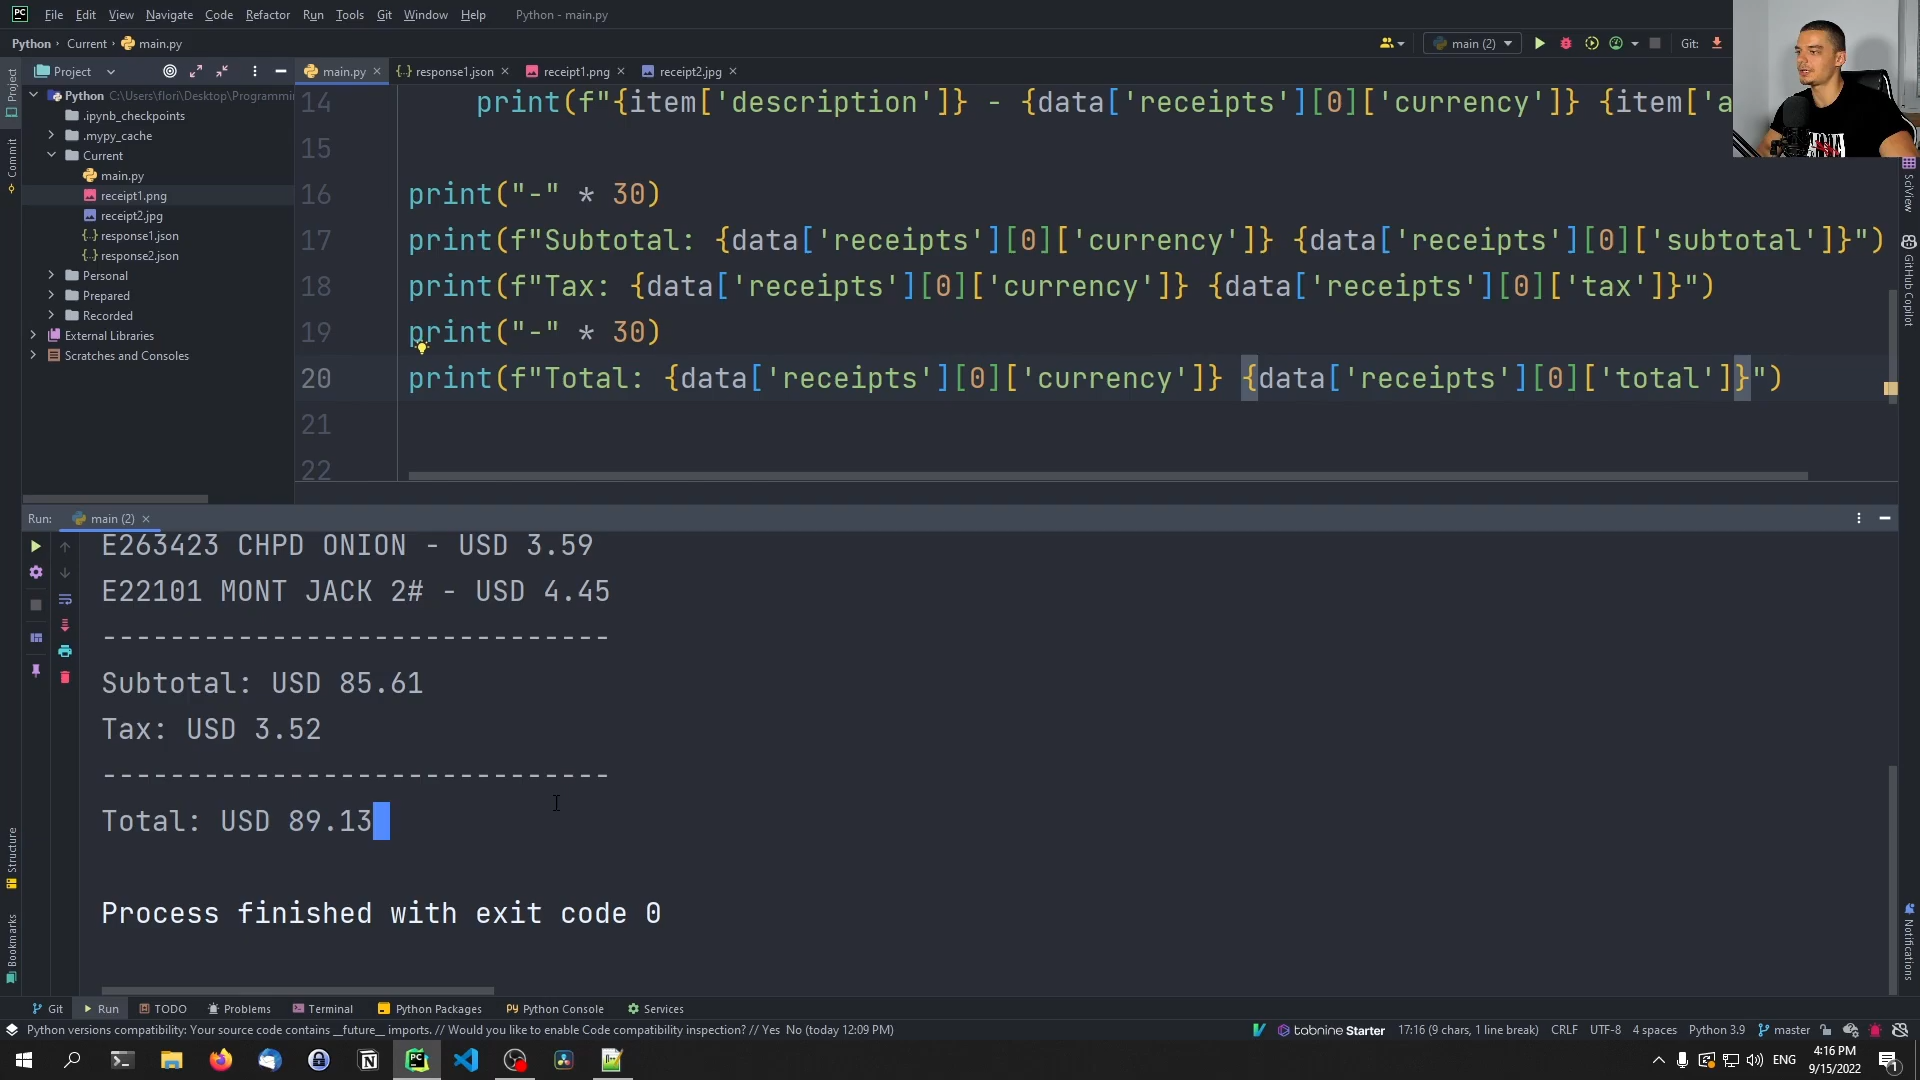 PC File Edit View Navigate Code Refactor Run Tools Git Window Help Python - main.py
Python Current main.py
main (2) Git:
Project
main.py response1.json receipt1.png receipt2.jpg
Python C:\Users\flori\Desktop\Programmi
.ipynb_checkpoints
.mypy_cache
Current
main.py
receipt1.png
receipt2.jpg
response1.json
response2.json
Personal
Prepared
Recorded
External Libraries
Scratches and Consoles
Project
Commit
Structure
Bookmarks
14 print(f"{item['description']} - {data['receipts'][0]['currency']} {item['a
15
16 print("-" * 30)
17 print(f"Subtotal: {data['receipts'][0]['currency']} {data['receipts'][0]['subtotal']}")
18 print(f"Tax: {data['receipts'][0]['currency']} {data['receipts'][0]['tax']}")
19 print("-" * 30)
20 print(f"Total: {data['receipts'][0]['currency']} {data['receipts'][0]['total']}")
21
22
SciView
GitHub Copilot
Notifications
Run: main (2)
E263423 CHPD ONION - USD 3.59
E22101 MONT JACK 2# - USD 4.45
------------------------------
Subtotal: USD 85.61
Tax: USD 3.52
------------------------------
Total: USD 89.13
Process finished with exit code 0
Git Run TODO Problems Terminal Python Packages Python Console Services
Python versions compatibility: Your source code contains __future__ imports. // Would you like to enable Code compatibility inspection? // Yes No (today 12:09 PM)
tabnine Starter 17:16 (9 chars, 1 line break) CRLF UTF-8 4 spaces Python 3.9 master
ENG 4:16 PM
9/15/2022
1